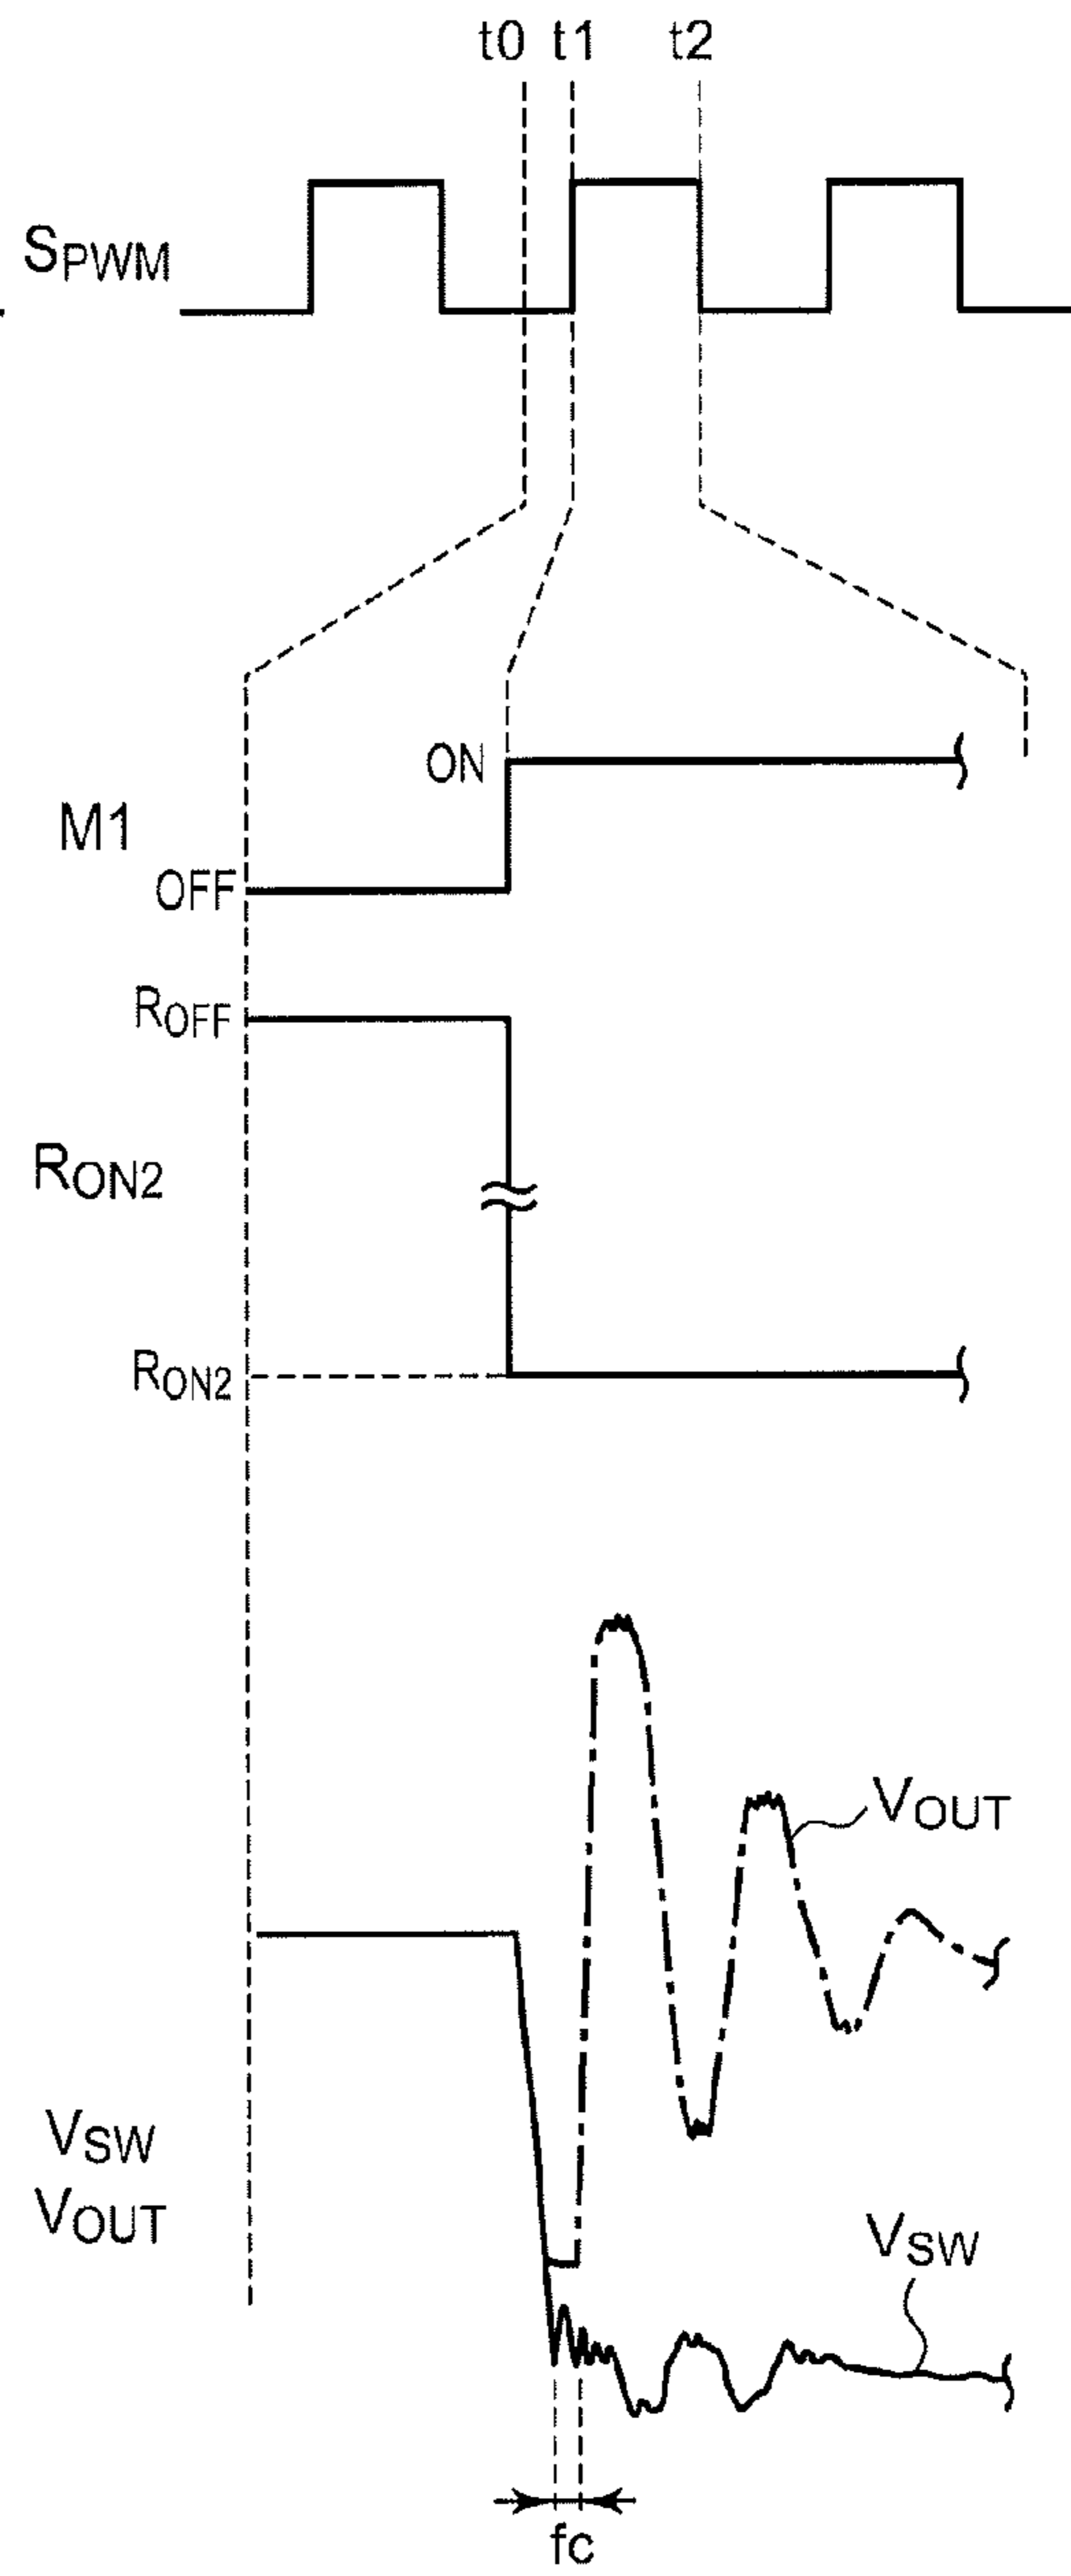 t0 t1 t2
SPWM
ON
M1
OFF
ROFF
RON2
RON2
VOUT
VSW
VOUT
VSW
fc